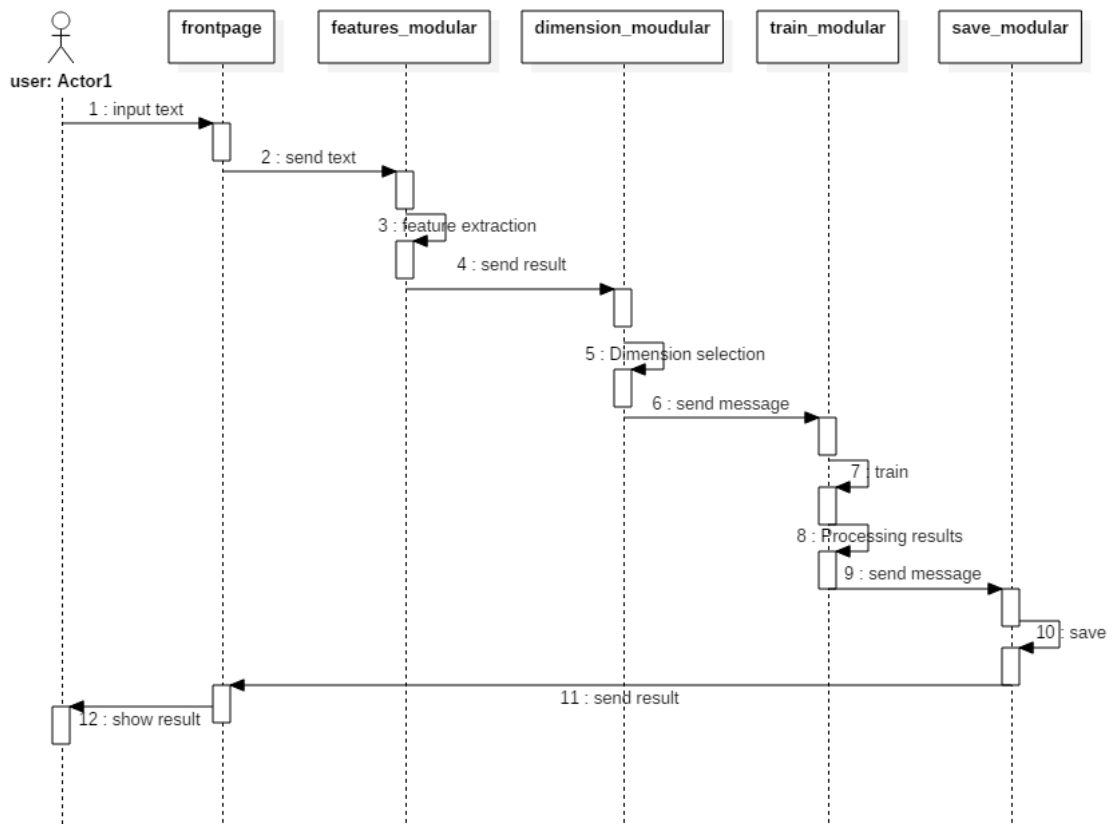 frontpage
features_modular
dimension_moudular
train_modular
save_modular
user: Actor1
1 : input text
2 : send text
3 : feature extraction
4 : send result
5 : Dimension selection
6 : send message
7 : train
8 : Processing results
9 : send message
10 : save
11 : send result
12 : show result